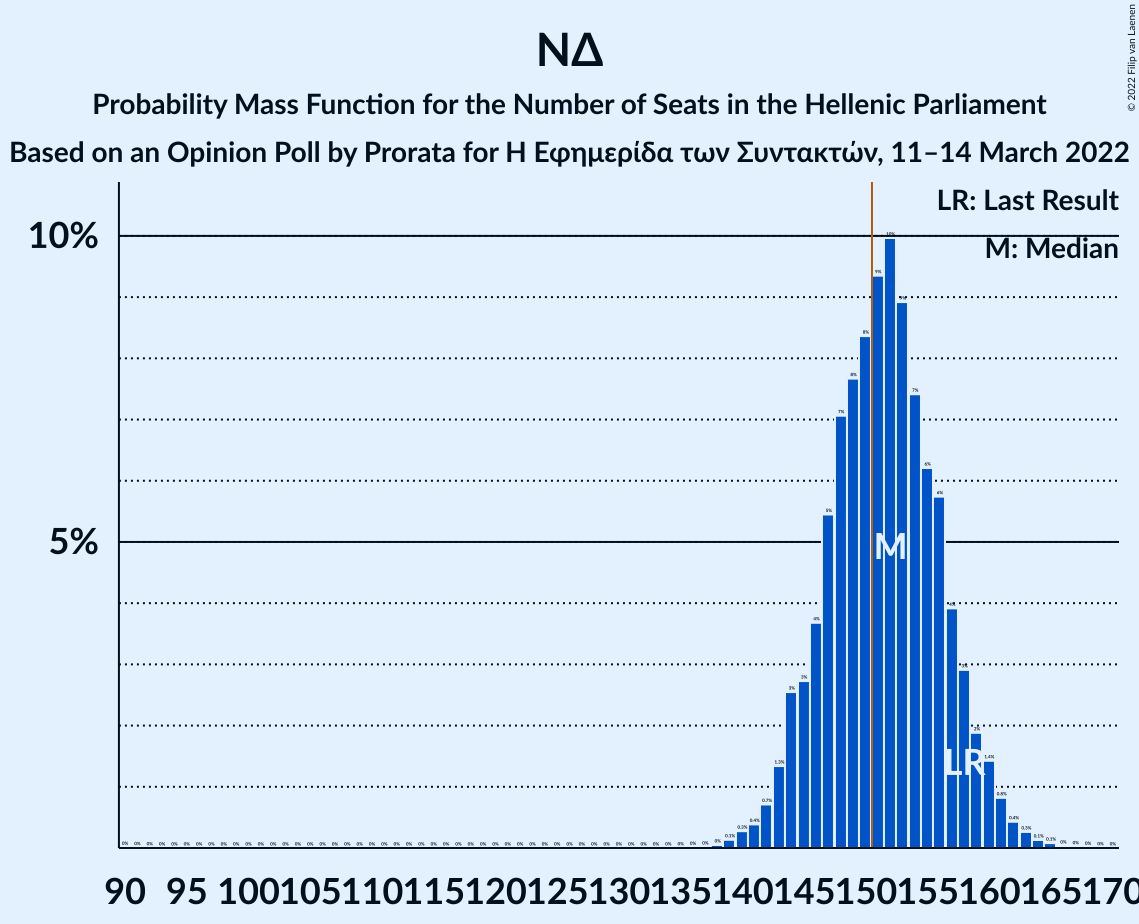 © 2022 Filip van Laenen
ΝΔ
Probability Mass Function for the Number of Seats in the Hellenic Parliament
Based on an Opinion Poll by Prorata for Η Εφημερίδα των Συντακτών, 11–14 March 2022
LR: Last Result
M: Median
10%
5%
M
LR
90 95 100 105 110 115 120 125 130 135 140 145 150 155 160 165 170